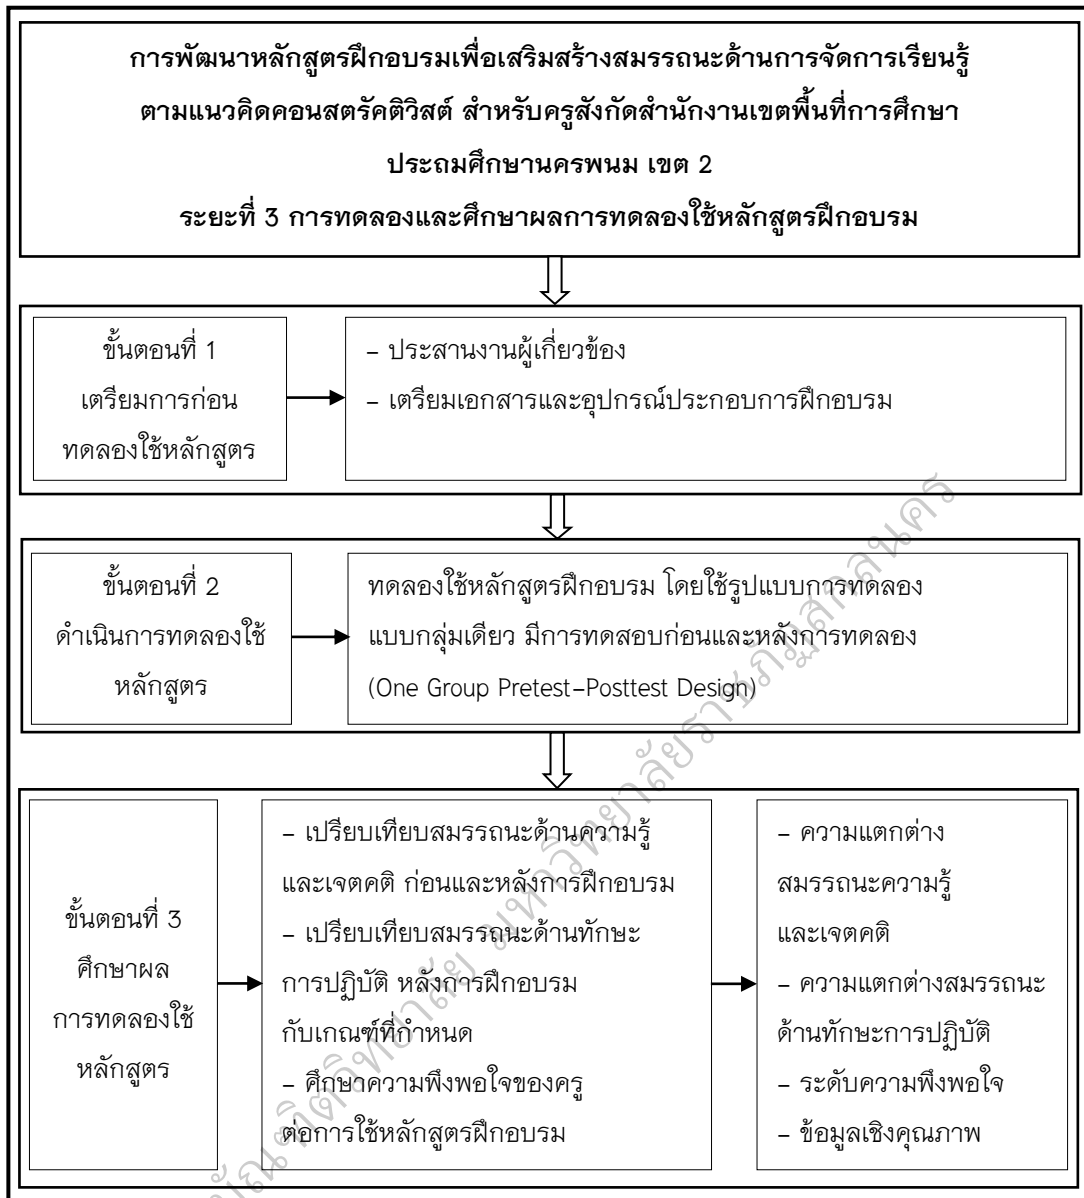 การพัฒนาหลักสูตรฝึกอบรมเพื่อเสริมสร้างสมรรถนะด้านการจัดการเรียนรู้
ตามแนวคิดคอนสตรัคติวิสต์ สำหรับครูสังกัดสำนักงานเขตพื้นที่การศึกษา
ประถมศึกษานครพนม เขต 2
ระยะที่ 3 การทดลองและศึกษาผลการทดลองใช้หลักสูตรฝึกอบรม
ขั้นตอนที่ 1
เตรียมการก่อน
ทดลองใช้หลักสูตร
– ประสานงานผู้เกี่ยวข้อง
– เตรียมเอกสารและอุปกรณ์ประกอบการฝึกอบรม
ขั้นตอนที่ 2
ดำเนินการทดลองใช้
หลักสูตร
ทดลองใช้หลักสูตรฝึกอบรม โดยใช้รูปแบบการทดลอง
แบบกลุ่มเดียว มีการทดสอบก่อนและหลังการทดลอง
(One Group Pretest–Posttest Design)
ขั้นตอนที่ 3
ศึกษาผล
การทดลองใช้
หลักสูตร
– เปรียบเทียบสมรรถนะด้านความรู้
และเจตคติ ก่อนและหลังการฝึกอบรม
– เปรียบเทียบสมรรถนะด้านทักษะ
การปฏิบัติ หลังการฝึกอบรม
กับเกณฑ์ที่กำหนด
– ศึกษาความพึงพอใจของครู
ต่อการใช้หลักสูตรฝึกอบรม
– ความแตกต่าง
สมรรถนะความรู้
และเจตคติ
– ความแตกต่างสมรรถนะ
ด้านทักษะการปฏิบัติ
– ระดับความพึงพอใจ
– ข้อมูลเชิงคุณภาพ
บัณฑิตวิทยาลัย มหาวิทยาลัยราชภัฏสกลนคร